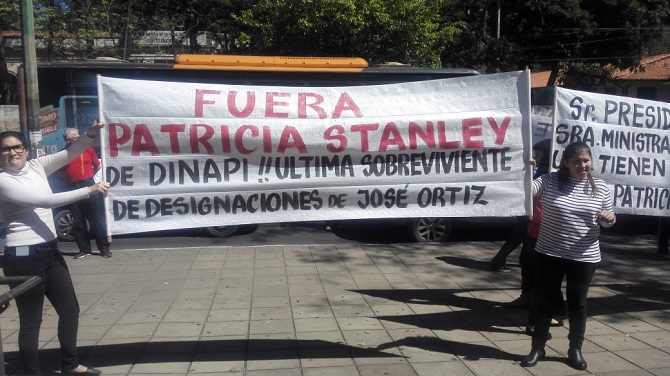 FUERA
PATRICIA STANLEY
DE DINAPI !! ULTIMA SOBREVIVIENTE
DE DESIGNACIONES DE JOSÉ ORTIZ
Sr. PRESID
SRA. MINISTRA
TIENEN
PATRIC